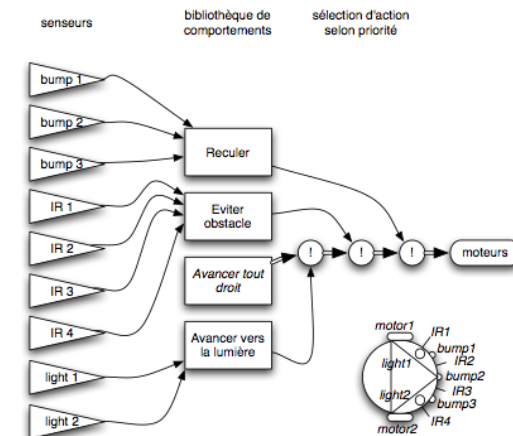 senseurs
bibliothèque de
comportements
sélection d'action
selon priorité
bump 1
bump 2
bump 3
IR 1
IR 2
IR 3
IR 4
light 1
light 2
Reculer
Eviter
obstacle
Avancer tout
droit
Avancer vers
la lumière
!
!
!
moteurs
motor1
IR1
bump1
light1
IR2
bump2
IR3
light2
bump3
IR4
motor2